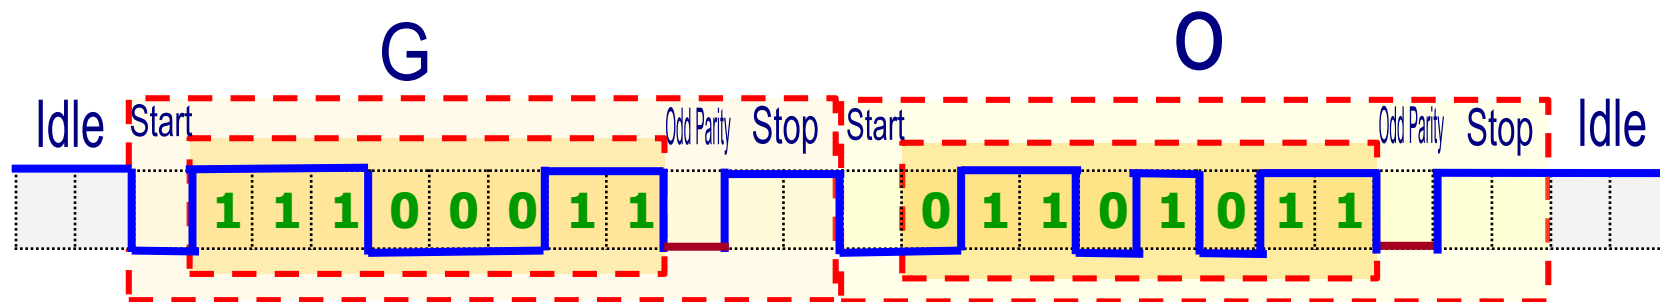 G O
Idle Start Odd Parity Stop Start Odd Parity Stop Idle
1 1 1 0 0 0 1 1 0 1 1 0 1 0 1 1